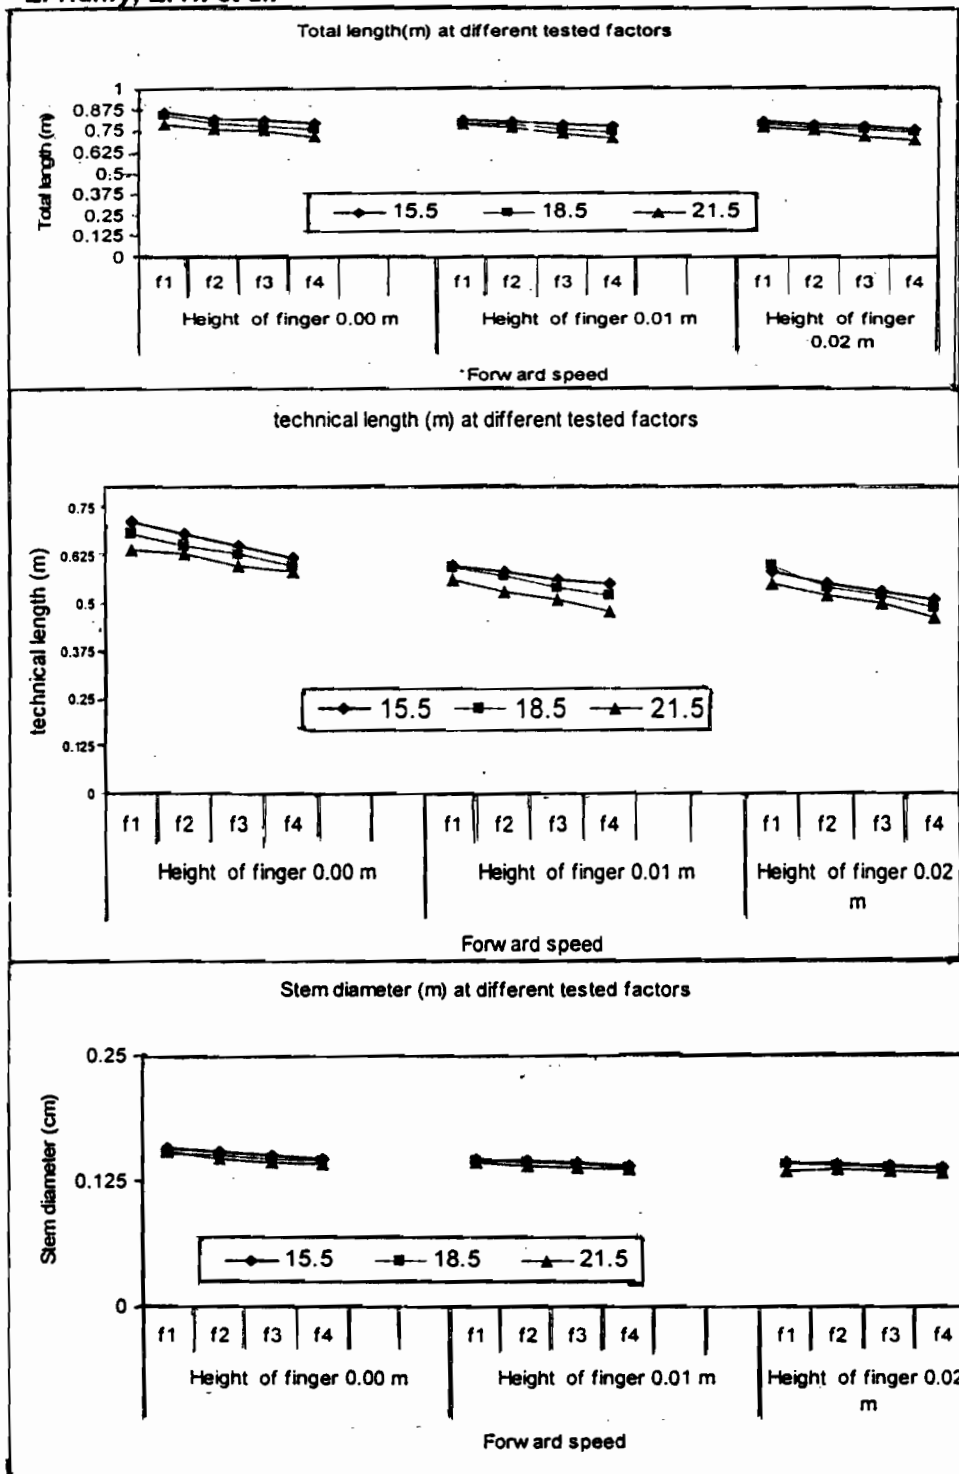 Total length(m) at different tested factors
1
0.875
0.75
0.625
0.5
0.375
0.25
0.125
0
Total length (m)
15.5 18.5 21.5
f1 f2 f3 f4 f1 f2 f3 f4 f1 f2 f3 f4
Height of finger 0.00 m Height of finger 0.01 m Height of finger
0.02 m
Forward speed
technical length (m) at different tested factors
0.75
0.625
0.5
0.375
0.25
0.125
0
technical length (m)
15.5 18.5 21.5
f1 f2 f3 f4 f1 f2 f3 f4 f1 f2 f3 f4
Height of finger 0.00 m Height of finger 0.01 m Height of finger 0.02
m
Forward speed
Stem diameter (m) at different tested factors
0.25
0.125
0
Stem diameter (cm)
15.5 18.5 21.5
f1 f2 f3 f4 f1 f2 f3 f4 f1 f2 f3 f4
Height of finger 0.00 m Height of finger 0.01 m Height of finger 0.02
m
Forward speed